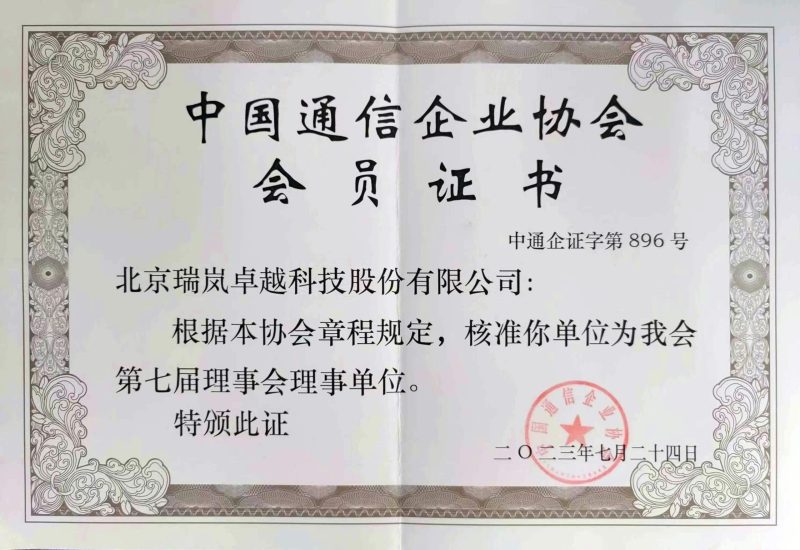 中国通信企业协会
会员证书
中通企证字第 896 号
北京瑞岚卓越科技股份有限公司:
根据本协会章程规定，核准你单位为我会
第七届理事会理事单位。
特颁此证
中国通信企业协会
二〇二三年七月二十四日